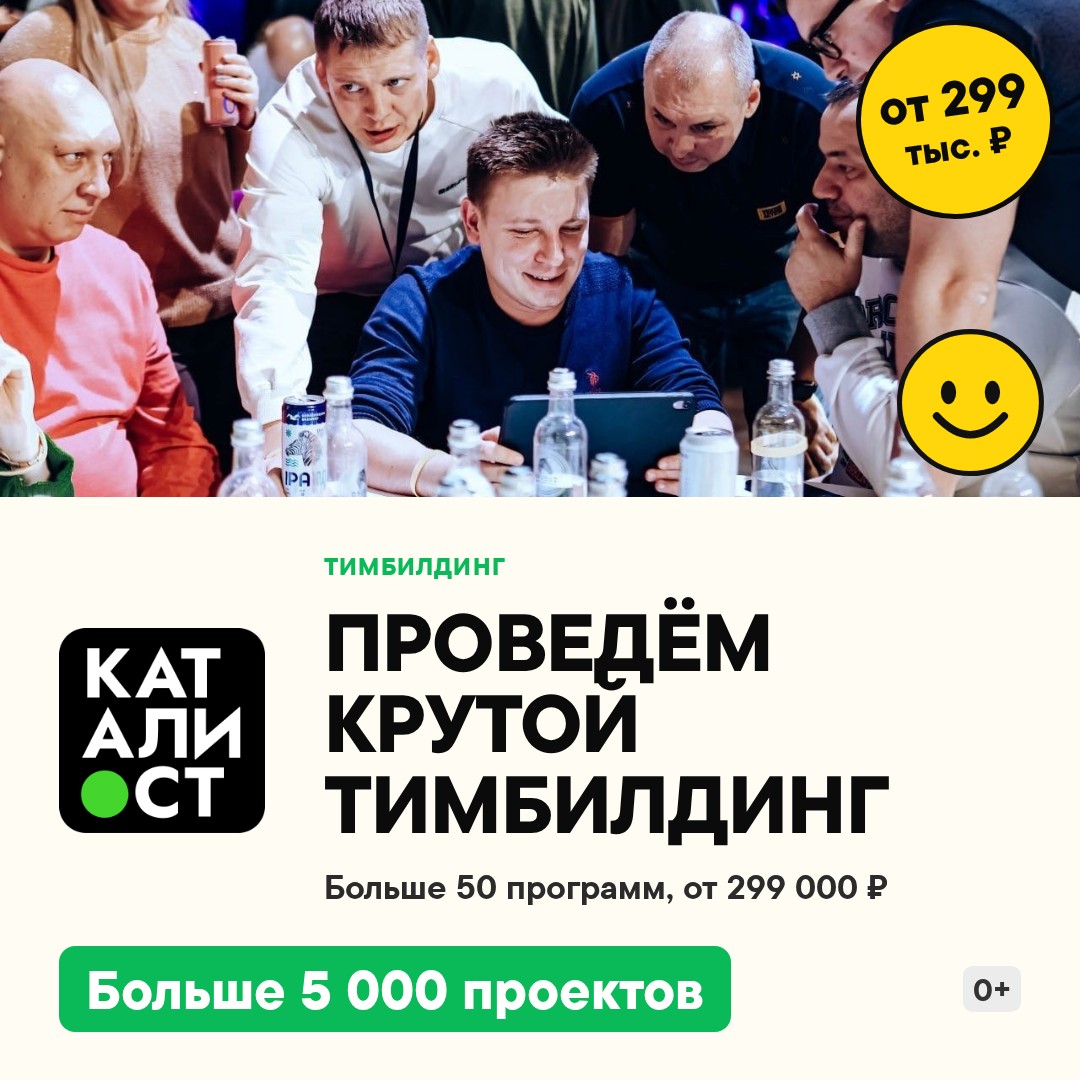 от 299
тыс. ₽
IPA
ТИМБИЛДИНГ
ПРОВЕДЁМ
КРУТОЙ
ТИМБИЛДИНГ
КАТ
АЛИ
СТ
Больше 50 программ, от 299 000 ₽
Больше 5 000 проектов
0+